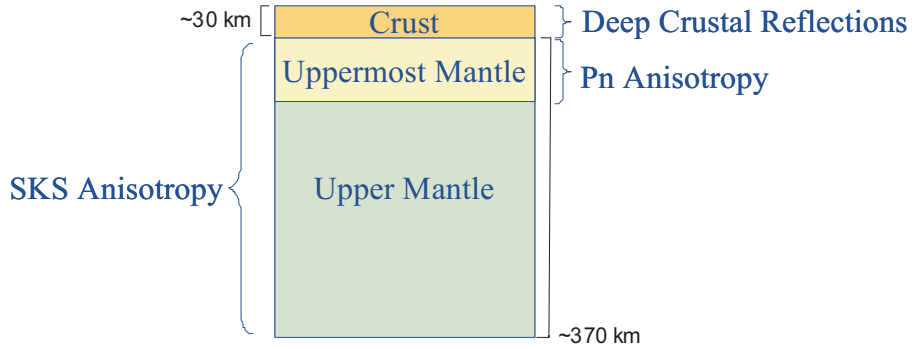 ~30 km
Crust
Deep Crustal Reflections
Uppermost Mantle
Pn Anisotropy
SKS Anisotropy
Upper Mantle
~370 km